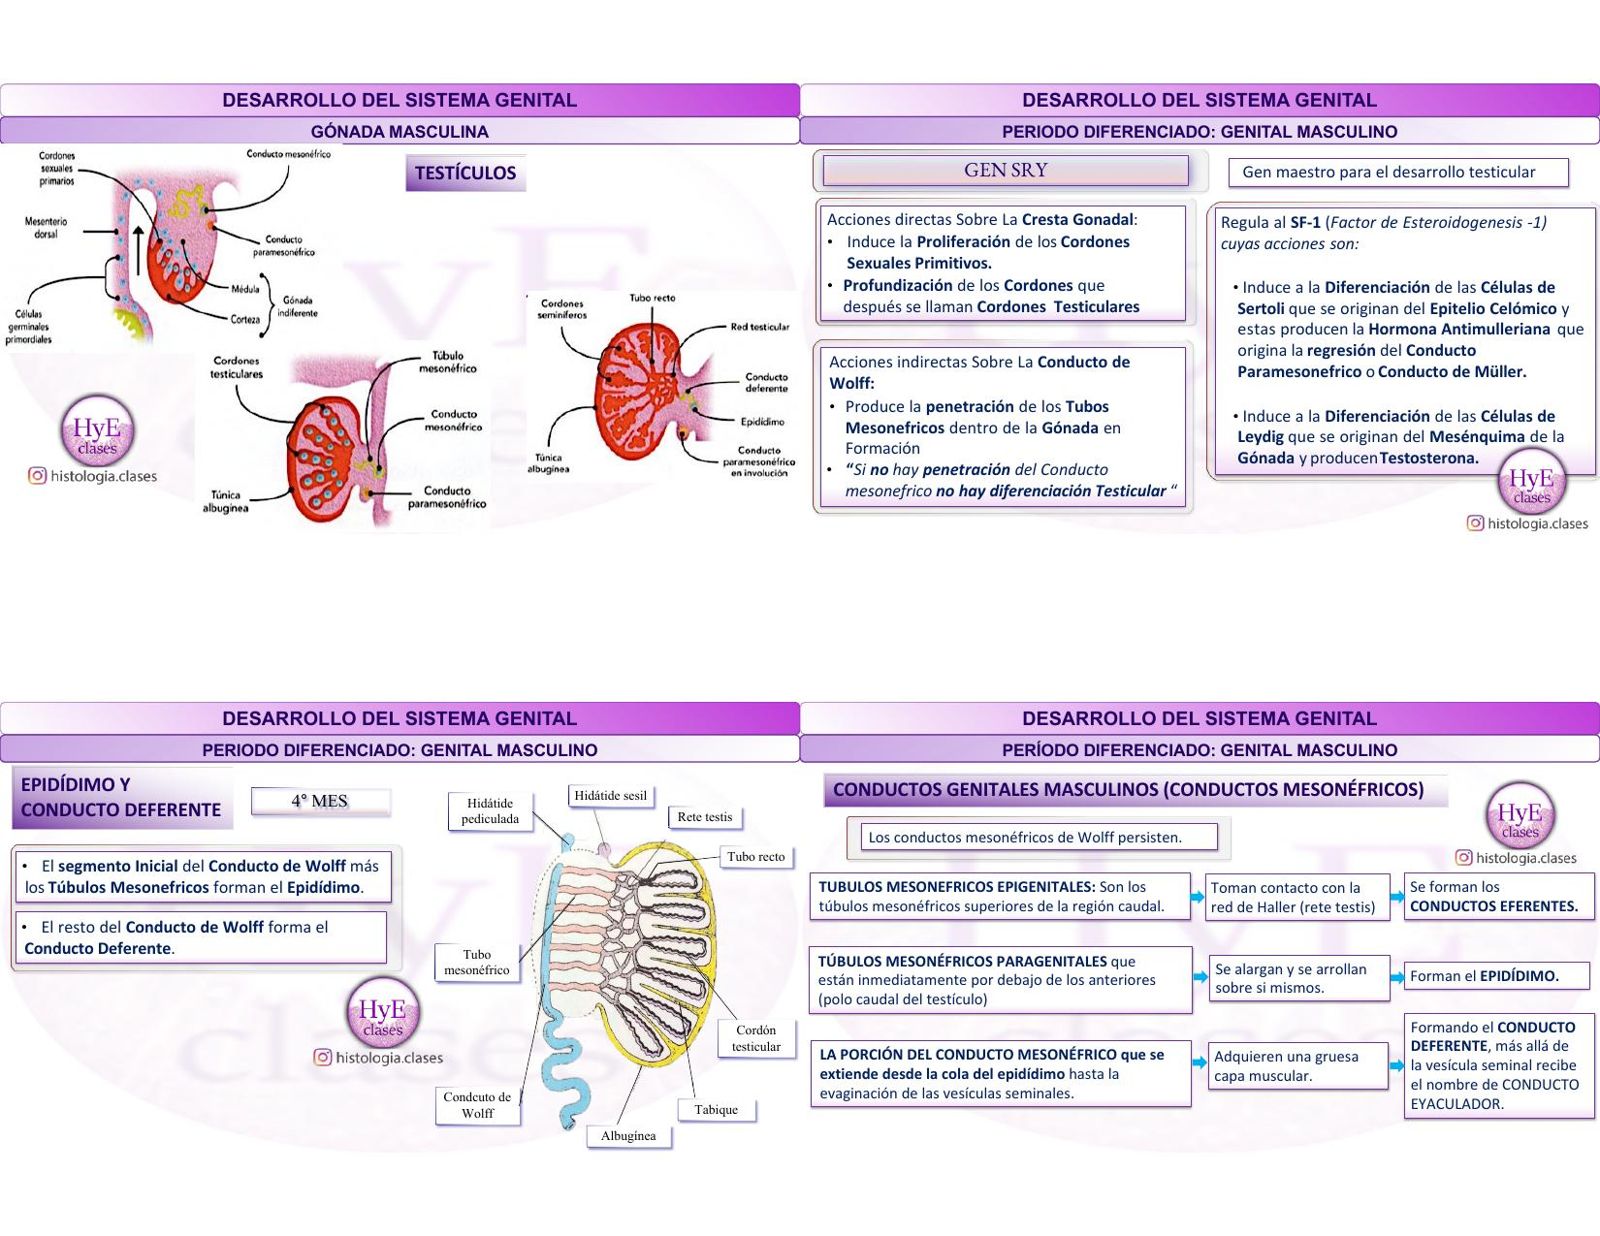 DESARROLLO DEL SISTEMA GENITAL
GÓNADA MASCULINA
TESTÍCULOS
Cordones
sexuales
primarios
Conducto mesonéfrico
Mesenterio
dorsal
Conducto
paramesonéfrico
Médula
Gónada
indiferente
Corteza
Células
germinales
primordiales
Cordones
testiculares
Túbulo
mesonéfrico
Conducto
mesonéfrico
Túnica
albugínea
Conducto
paramesonéfrico
Cordones
seminíferos
Tubo recto
Red testicular
Conducto
deferente
Epidídimo
Túnica
albugínea
Conducto
paramesonéfrico
en involución
HyE
clases
histologia.clases
DESARROLLO DEL SISTEMA GENITAL
PERIODO DIFERENCIADO: GENITAL MASCULINO
GEN SRY
Gen maestro para el desarrollo testicular
Acciones directas Sobre La Cresta Gonadal:
• Induce la Proliferación de los Cordones
Sexuales Primitivos.
• Profundización de los Cordones que
después se llaman Cordones Testiculares
Acciones indirectas Sobre La Conducto de
Wolff:
• Produce la penetración de los Tubos
Mesonefricos dentro de la Gónada en
Formación
• “Si no hay penetración del Conducto
mesonefrico no hay diferenciación Testicular “
Regula al SF-1 (Factor de Esteroidogenesis -1)
cuyas acciones son:
• Induce a la Diferenciación de las Células de
Sertoli que se originan del Epitelio Celómico y
estas producen la Hormona Antimulleriana que
origina la regresión del Conducto
Paramesonefrico o Conducto de Müller.
• Induce a la Diferenciación de las Células de
Leydig que se originan del Mesénquima de la
Gónada y producen Testosterona.
HyE
clases
histologia.clases
DESARROLLO DEL SISTEMA GENITAL
PERIODO DIFERENCIADO: GENITAL MASCULINO
EPIDÍDIMO Y
CONDUCTO DEFERENTE
4° MES
• El segmento Inicial del Conducto de Wolff más
los Túbulos Mesonefricos forman el Epidídimo.
• El resto del Conducto de Wolff forma el
Conducto Deferente.
HyE
clases
histologia.clases
Hidátide
pediculada
Hidátide sesil
Rete testis
Tubo recto
Tubo
mesonéfrico
Cordón
testicular
Condcuto de
Wolff
Tabique
Albugínea
DESARROLLO DEL SISTEMA GENITAL
PERÍODO DIFERENCIADO: GENITAL MASCULINO
CONDUCTOS GENITALES MASCULINOS (CONDUCTOS MESONÉFRICOS)
HyE
clases
histologia.clases
Los conductos mesonéfricos de Wolff persisten.
TUBULOS MESONEFRICOS EPIGENITALES: Son los
túbulos mesonéfricos superiores de la región caudal.
Toman contacto con la
red de Haller (rete testis)
Se forman los
CONDUCTOS EFERENTES.
TÚBULOS MESONÉFRICOS PARAGENITALES que
están inmediatamente por debajo de los anteriores
(polo caudal del testículo)
Se alargan y se arrollan
sobre si mismos.
Forman el EPIDÍDIMO.
LA PORCIÓN DEL CONDUCTO MESONÉFRICO que se
extiende desde la cola del epidídimo hasta la
evaginación de las vesículas seminales.
Adquieren una gruesa
capa muscular.
Formando el CONDUCTO
DEFERENTE, más allá de
la vesícula seminal recibe
el nombre de CONDUCTO
EYACULADOR.